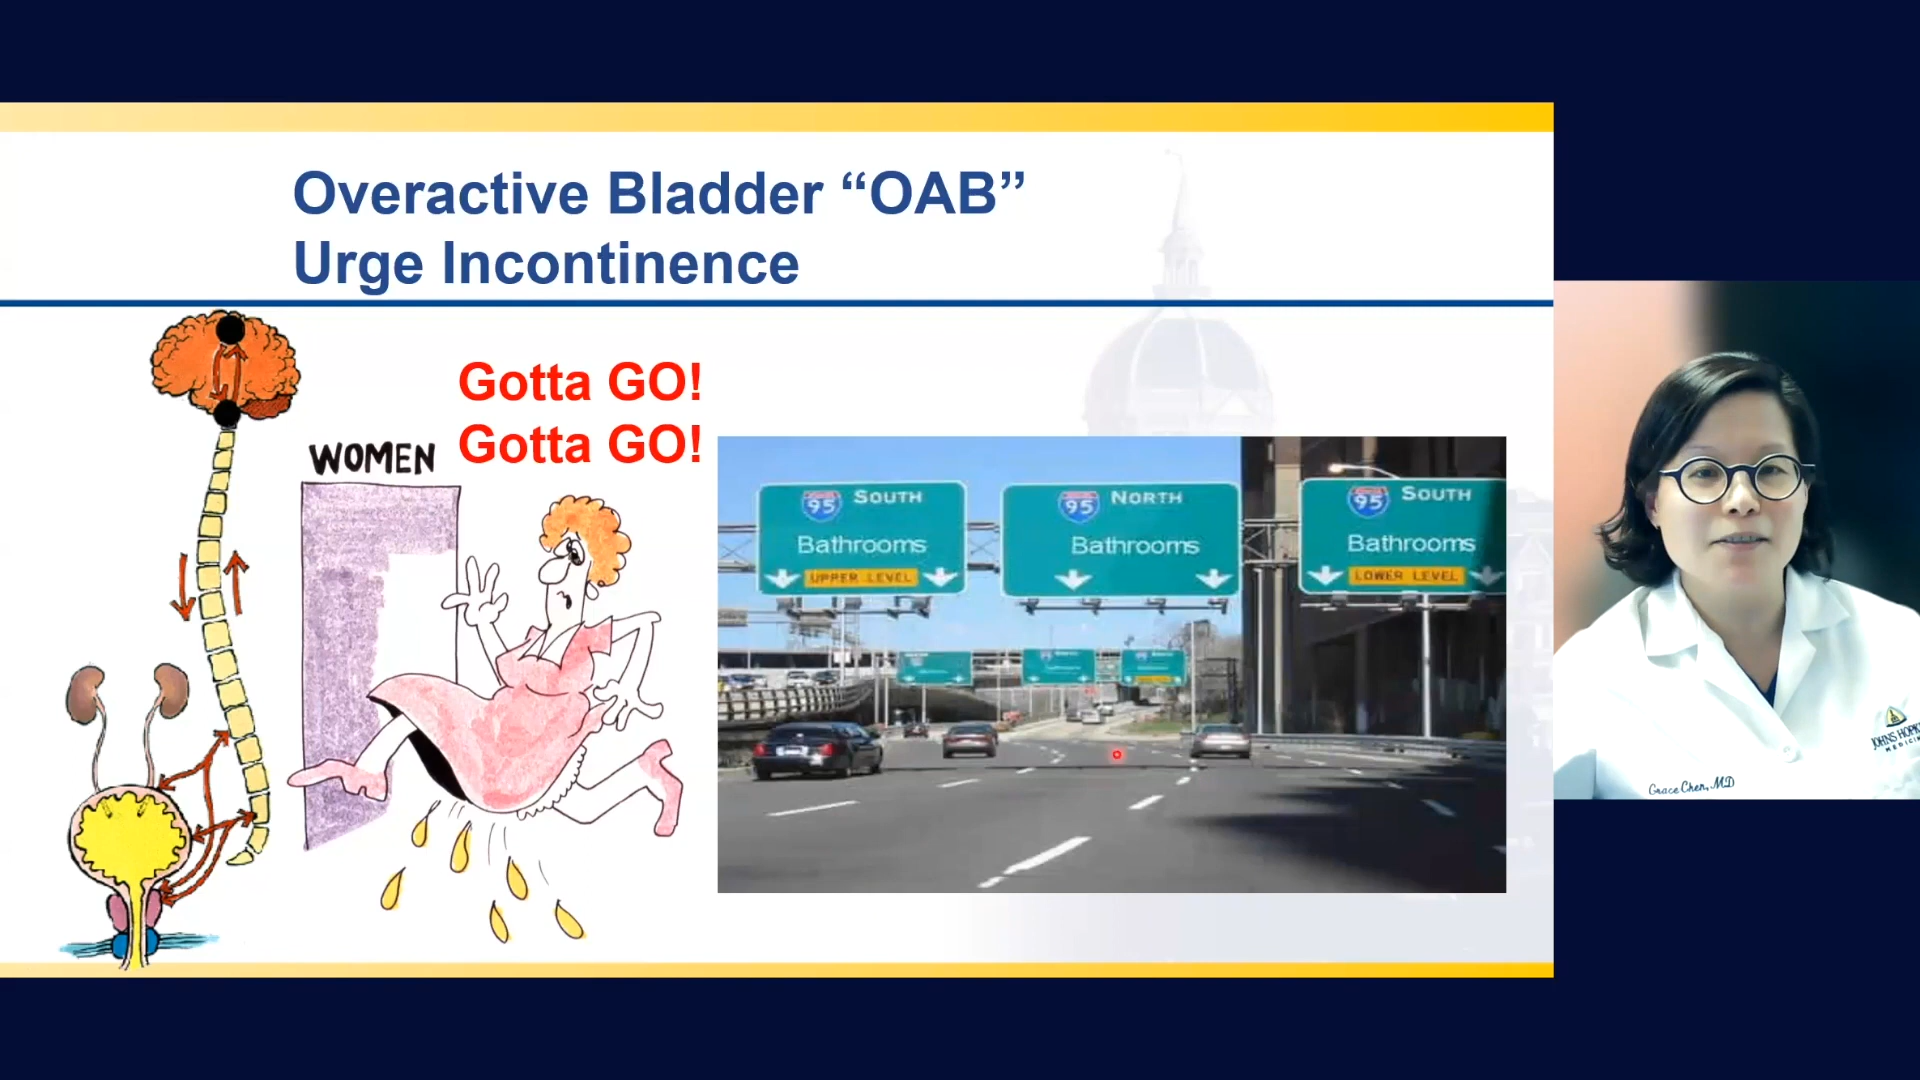 Overactive Bladder “OAB”
Urge Incontinence
Gotta GO!
Gotta GO!
WOMEN
95 SOUTH
Bathrooms
UPPER LEVEL
95 NORTH
Bathrooms
95 SOUTH
Bathrooms
LOWER LEVEL
Grace Chen, MD
JOHNS